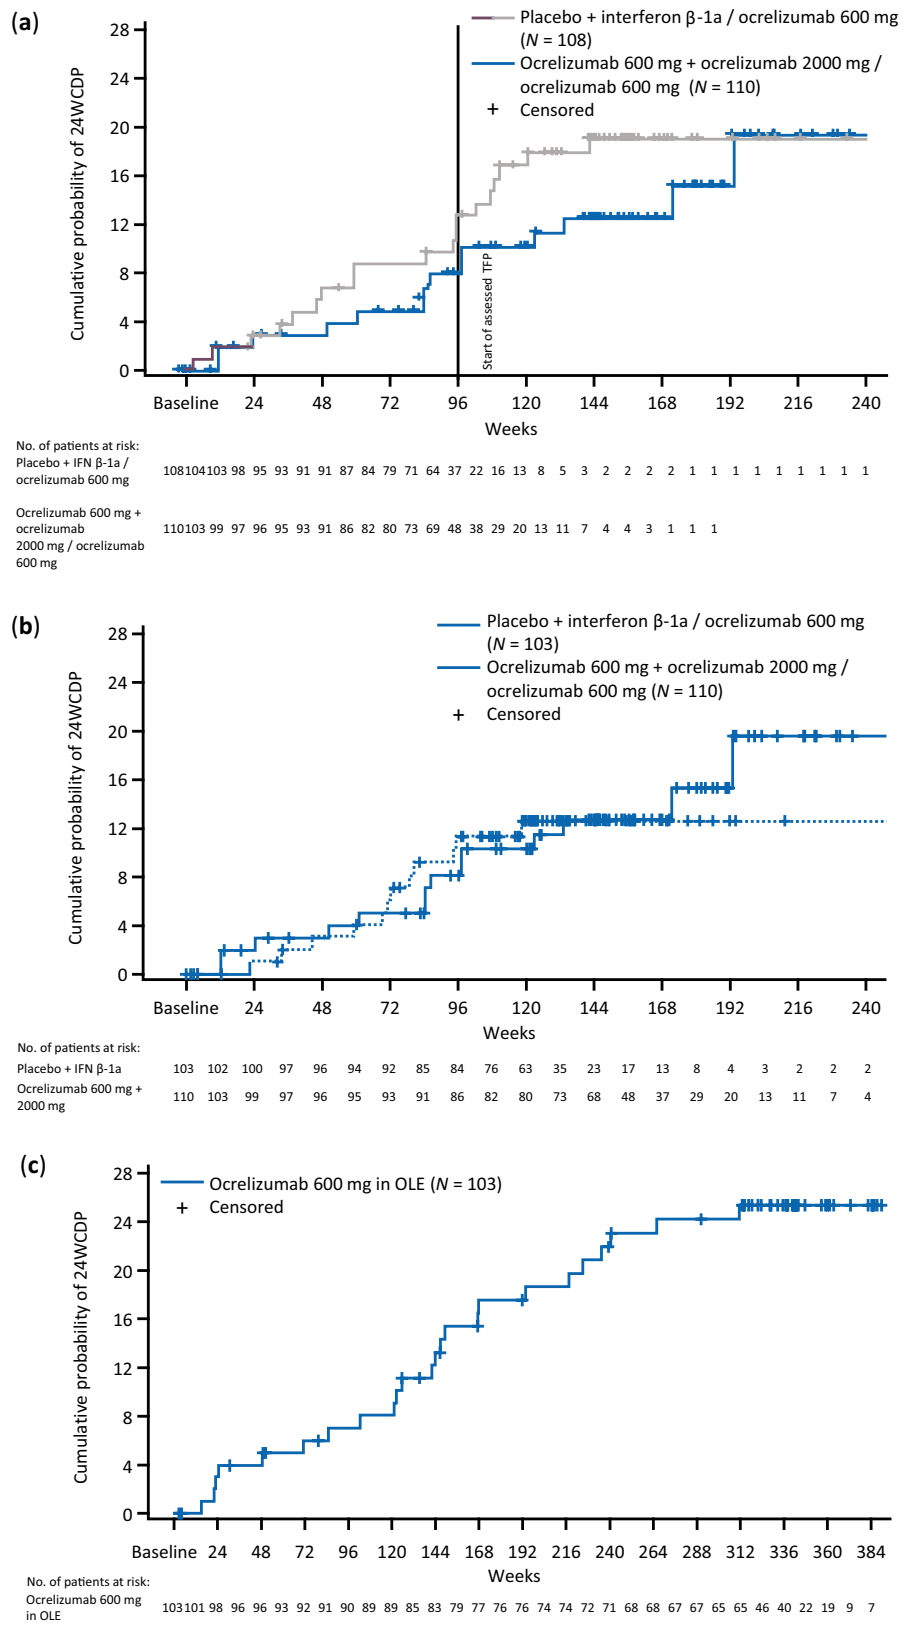 (a)
28
24
20
16
12
8
4
0
Cumulative probability of 24WCDP
Placebo + interferon β-1a / ocrelizumab 600 mg
(N = 108)
Ocrelizumab 600 mg + ocrelizumab 2000 mg /
ocrelizumab 600 mg (N = 110)
+ Censored
Start of assessed TFP
Baseline 24 48 72 96 120 144 168 192 216 240
Weeks
No. of patients at risk:
Placebo + IFN β-1a /
ocrelizumab 600 mg
108 104 103 98 95 93 91 91 87 84 79 71 64 37 22 16 13 8 5 3 2 2 2 2 1 1 1 1 1 1 1 1 1
Ocrelizumab 600 mg +
ocrelizumab
2000 mg / ocrelizumab
600 mg
110 103 99 97 96 95 93 91 86 82 80 73 69 48 38 29 20 13 11 7 4 4 3 1 1 1
(b)
28
24
20
16
12
8
4
0
Cumulative probability of 24WCDP
Placebo + interferon β-1a / ocrelizumab 600 mg
(N = 103)
Ocrelizumab 600 mg + ocrelizumab 2000 mg /
ocrelizumab 600 mg (N = 110)
+ Censored
Baseline 24 48 72 96 120 144 168 192 216 240
Weeks
No. of patients at risk:
Placebo + IFN β-1a
103 102 100 97 96 94 92 85 84 76 63 35 23 17 13 8 4 3 2 2 2
Ocrelizumab 600 mg +
2000 mg
110 103 99 97 96 95 93 91 86 82 80 73 68 48 37 29 20 13 11 7 4
(c)
28
24
20
16
12
8
4
0
Cumulative probability of 24WCDP
Ocrelizumab 600 mg in OLE (N = 103)
+ Censored
Baseline 24 48 72 96 120 144 168 192 216 240 264 288 312 336 360 384
Weeks
No. of patients at risk:
Ocrelizumab 600 mg
in OLE
103 101 98 96 96 93 92 91 90 89 89 85 83 79 77 76 76 74 74 72 71 68 68 67 67 65 65 46 40 22 19 9 7